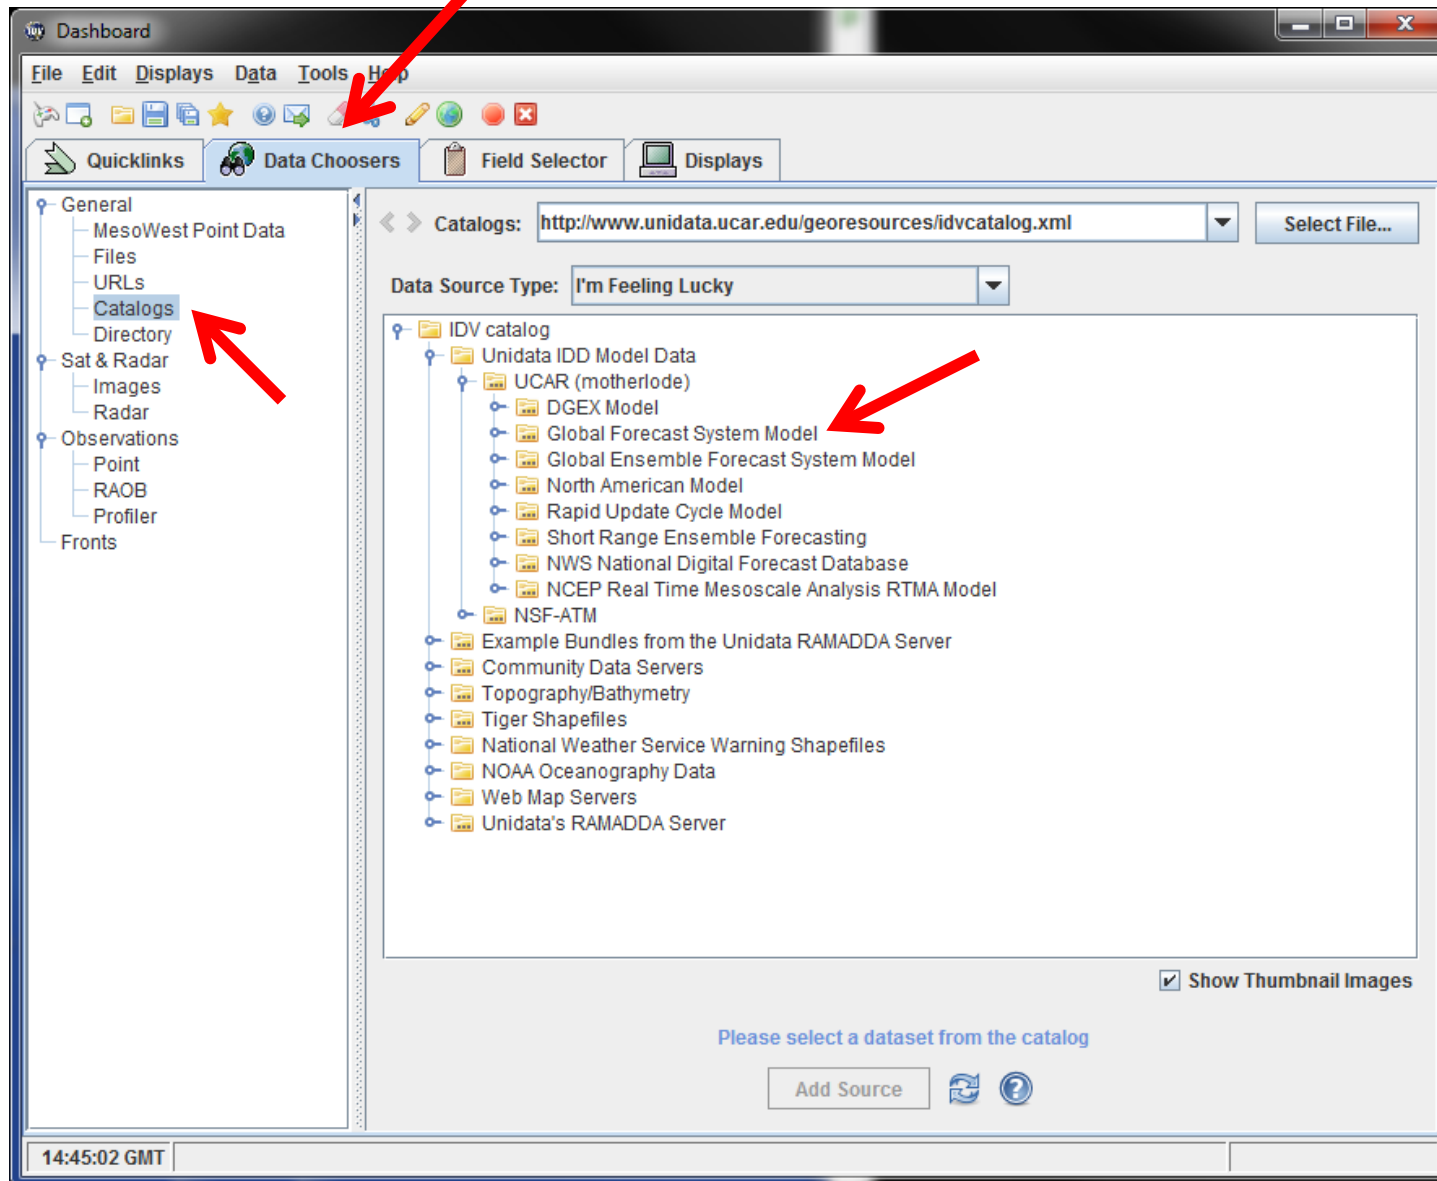 Dashboard
File Edit Displays Data Tools Help
Quicklinks Data Choosers Field Selector Displays
General
MesoWest Point Data
Files
URLs
Catalogs
Directory
Sat & Radar
Images
Radar
Observations
Point
RAOB
Profiler
Fronts
Catalogs: http://www.unidata.ucar.edu/georesources/idvcatalog.xml Select File...
Data Source Type: I'm Feeling Lucky
IDV catalog
Unidata IDD Model Data
UCAR (motherlode)
DGEX Model
Global Forecast System Model
Global Ensemble Forecast System Model
North American Model
Rapid Update Cycle Model
Short Range Ensemble Forecasting
NWS National Digital Forecast Database
NCEP Real Time Mesoscale Analysis RTMA Model
NSF-ATM
Example Bundles from the Unidata RAMADDA Server
Community Data Servers
Topography/Bathymetry
Tiger Shapefiles
National Weather Service Warning Shapefiles
NOAA Oceanography Data
Web Map Servers
Unidata's RAMADDA Server
Show Thumbnail Images
Please select a dataset from the catalog
Add Source
14:45:02 GMT